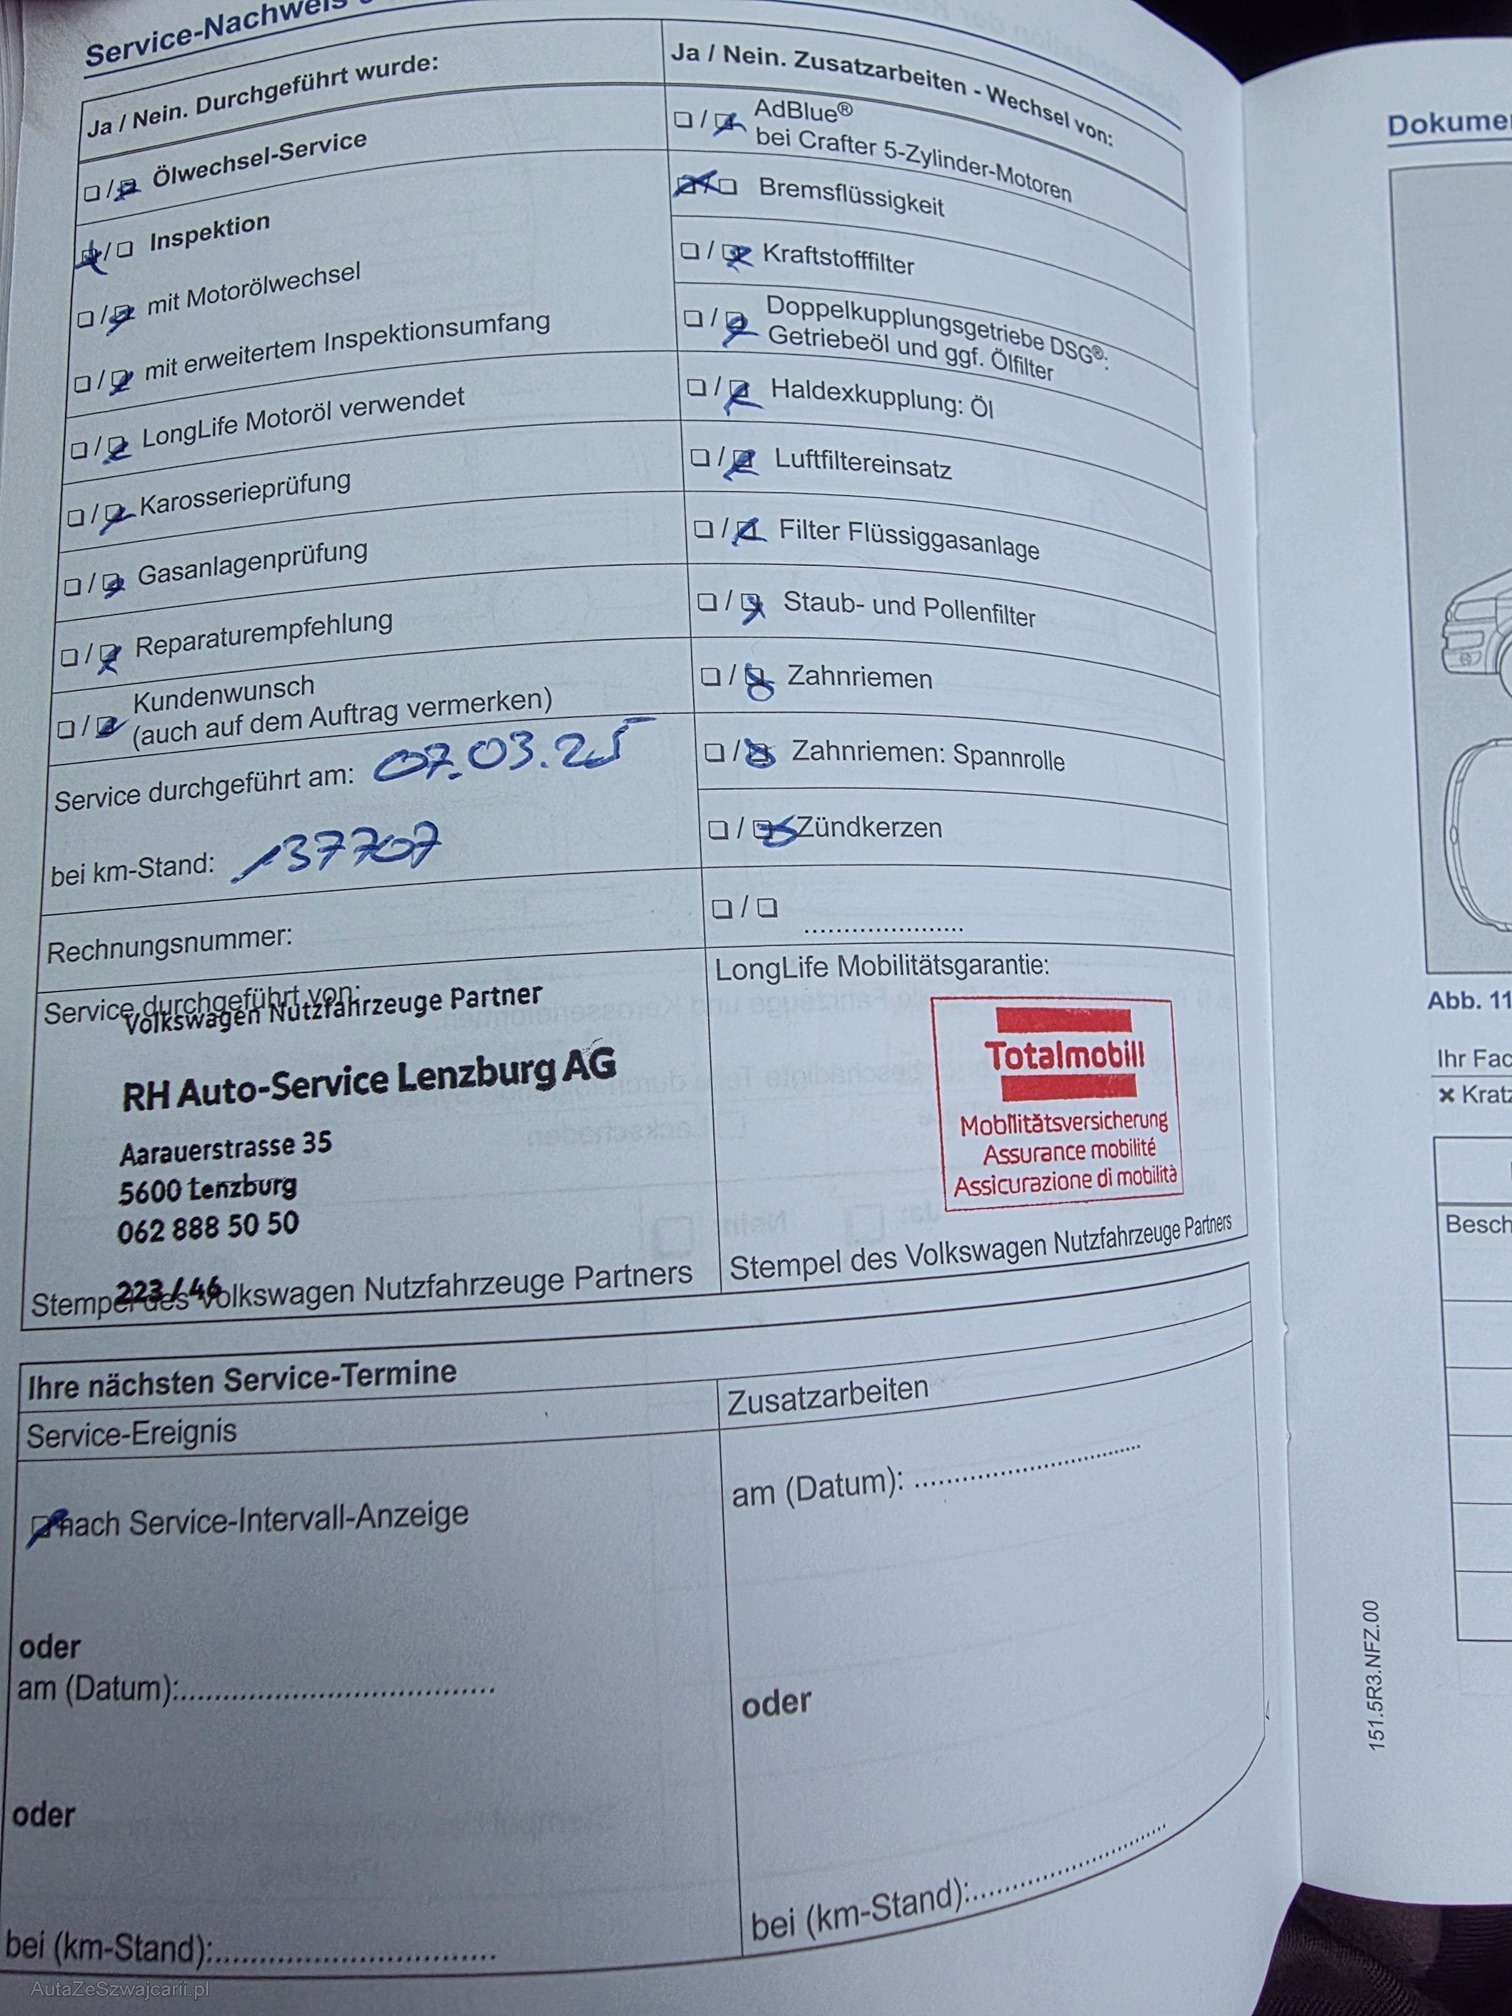 Service-Nachweis
Ja / Nein. Durchgeführt wurde:
❏ / ❏ Ölwechsel-Service
❏ / ❏ Inspektion
❏ / ❏ mit Motorölwechsel
❏ / ❏ mit erweitertem Inspektionsumfang
❏ / ❏ LongLife Motoröl verwendet
❏ / ❏ Karosserieprüfung
❏ / ❏ Gasanlagenprüfung
❏ / ❏ Reparaturempfehlung
❏ / ❏ Kundenwunsch
(auch auf dem Auftrag vermerken)
Service durchgeführt am: 07.03.25
bei km-Stand: 137707
Rechnungsnummer:
Service durchgeführt von:
Volkswagen Nutzfahrzeuge Partner
RH Auto-Service Lenzburg AG
Aarauerstrasse 35
5600 Lenzburg
062 888 50 50
223 / 46
Stempel des Volkswagen Nutzfahrzeuge Partners
Ja / Nein. Zusatzarbeiten - Wechsel von:
❏ / ❏ AdBlue®
bei Crafter 5-Zylinder-Motoren
❏ / ❏ Bremsflüssigkeit
❏ / ❏ Kraftstofffilter
❏ / ❏ Doppelkupplungsgetriebe DSG®:
Getriebeöl und ggf. Ölfilter
❏ / ❏ Haldexkupplung: Öl
❏ / ❏ Luftfiltereinsatz
❏ / ❏ Filter Flüssiggasanlage
❏ / ❏ Staub- und Pollenfilter
❏ / ❏ Zahnriemen
❏ / ❏ Zahnriemen: Spannrolle
❏ / ❏ Zündkerzen
❏ / ❏ ......................
LongLife Mobilitätsgarantie:
Totalmobil!
Mobilitätsversicherung
Assurance mobilité
Assicurazione di mobilità
Stempel des Volkswagen Nutzfahrzeuge Partners
Ihre nächsten Service-Termine
Service-Ereignis
❏ nach Service-Intervall-Anzeige
oder
am (Datum):......................................
oder
bei (km-Stand):..................................
Zusatzarbeiten
am (Datum): ..............................
oder
bei (km-Stand):..........................
Abb. 11
Ihr Fac
× Kratz
Besch
151.5R3.NFZ.00
AutaZeSzwajcarii.pl